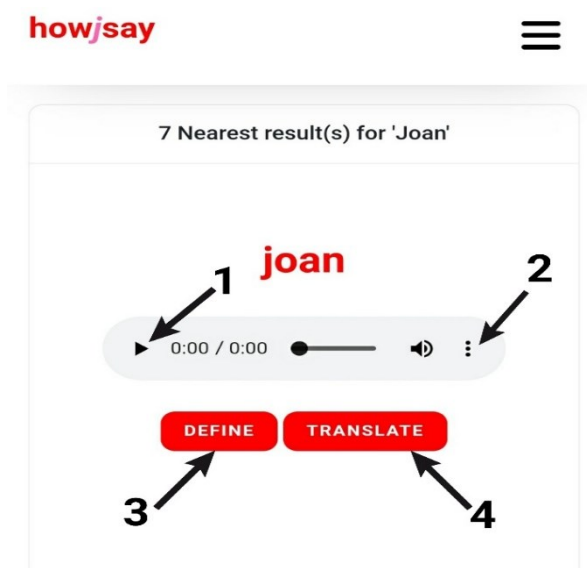 howjsay
7 Nearest result(s) for 'Joan'
joan
1
2
0:00 / 0:00
DEFINE TRANSLATE
3
4